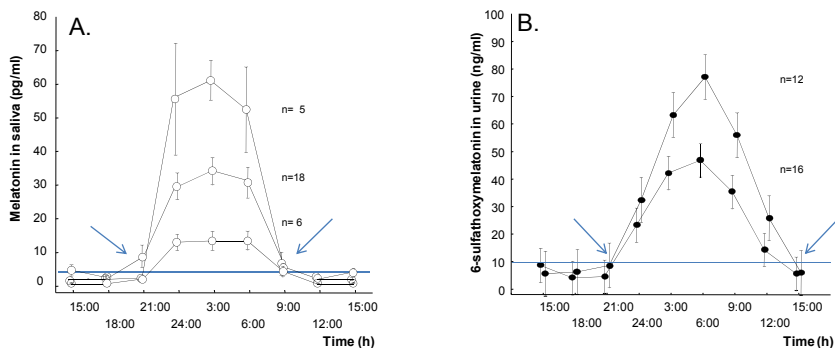 A.
Melatonin in saliva (pg/ml)
80
70
60
50
40
30
20
10
0
n= 5
n=18
n= 6
15:00 21:00 3:00 9:00 15:00
18:00 24:00 6:00 12:00
Time (h)
B.
6-sulfathoxymelatonin in urine (ng/ml)
100
90
80
70
60
50
40
30
20
10
0
n=12
n=16
15:00 21:00 3:00 9:00 15:00
18:00 24:00 6:00 12:00
Time (h)